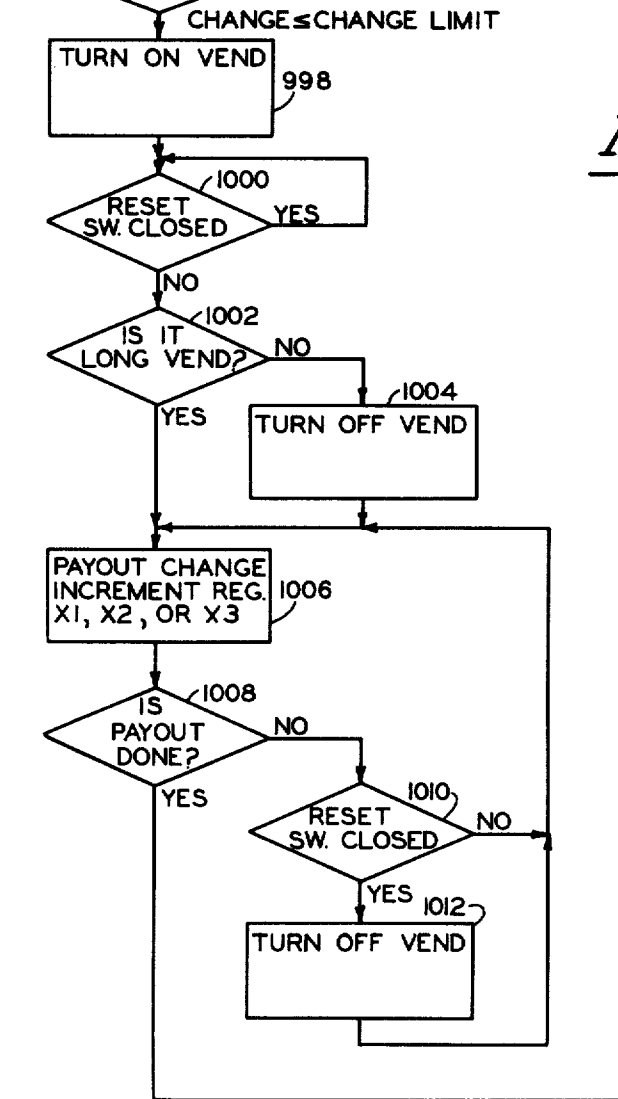 CHANGE≤CHANGE LIMIT
TURN ON VEND
998
1000
RESET
SW. CLOSED
YES
NO
1002
IS IT
LONG VEND?
NO
YES
1004
TURN OFF VEND
PAYOUT CHANGE
INCREMENT REG.
X1, X2, OR X3
1006
1008
IS
PAYOUT
DONE?
NO
YES
1010
RESET
SW. CLOSED
NO
YES
1012
TURN OFF VEND